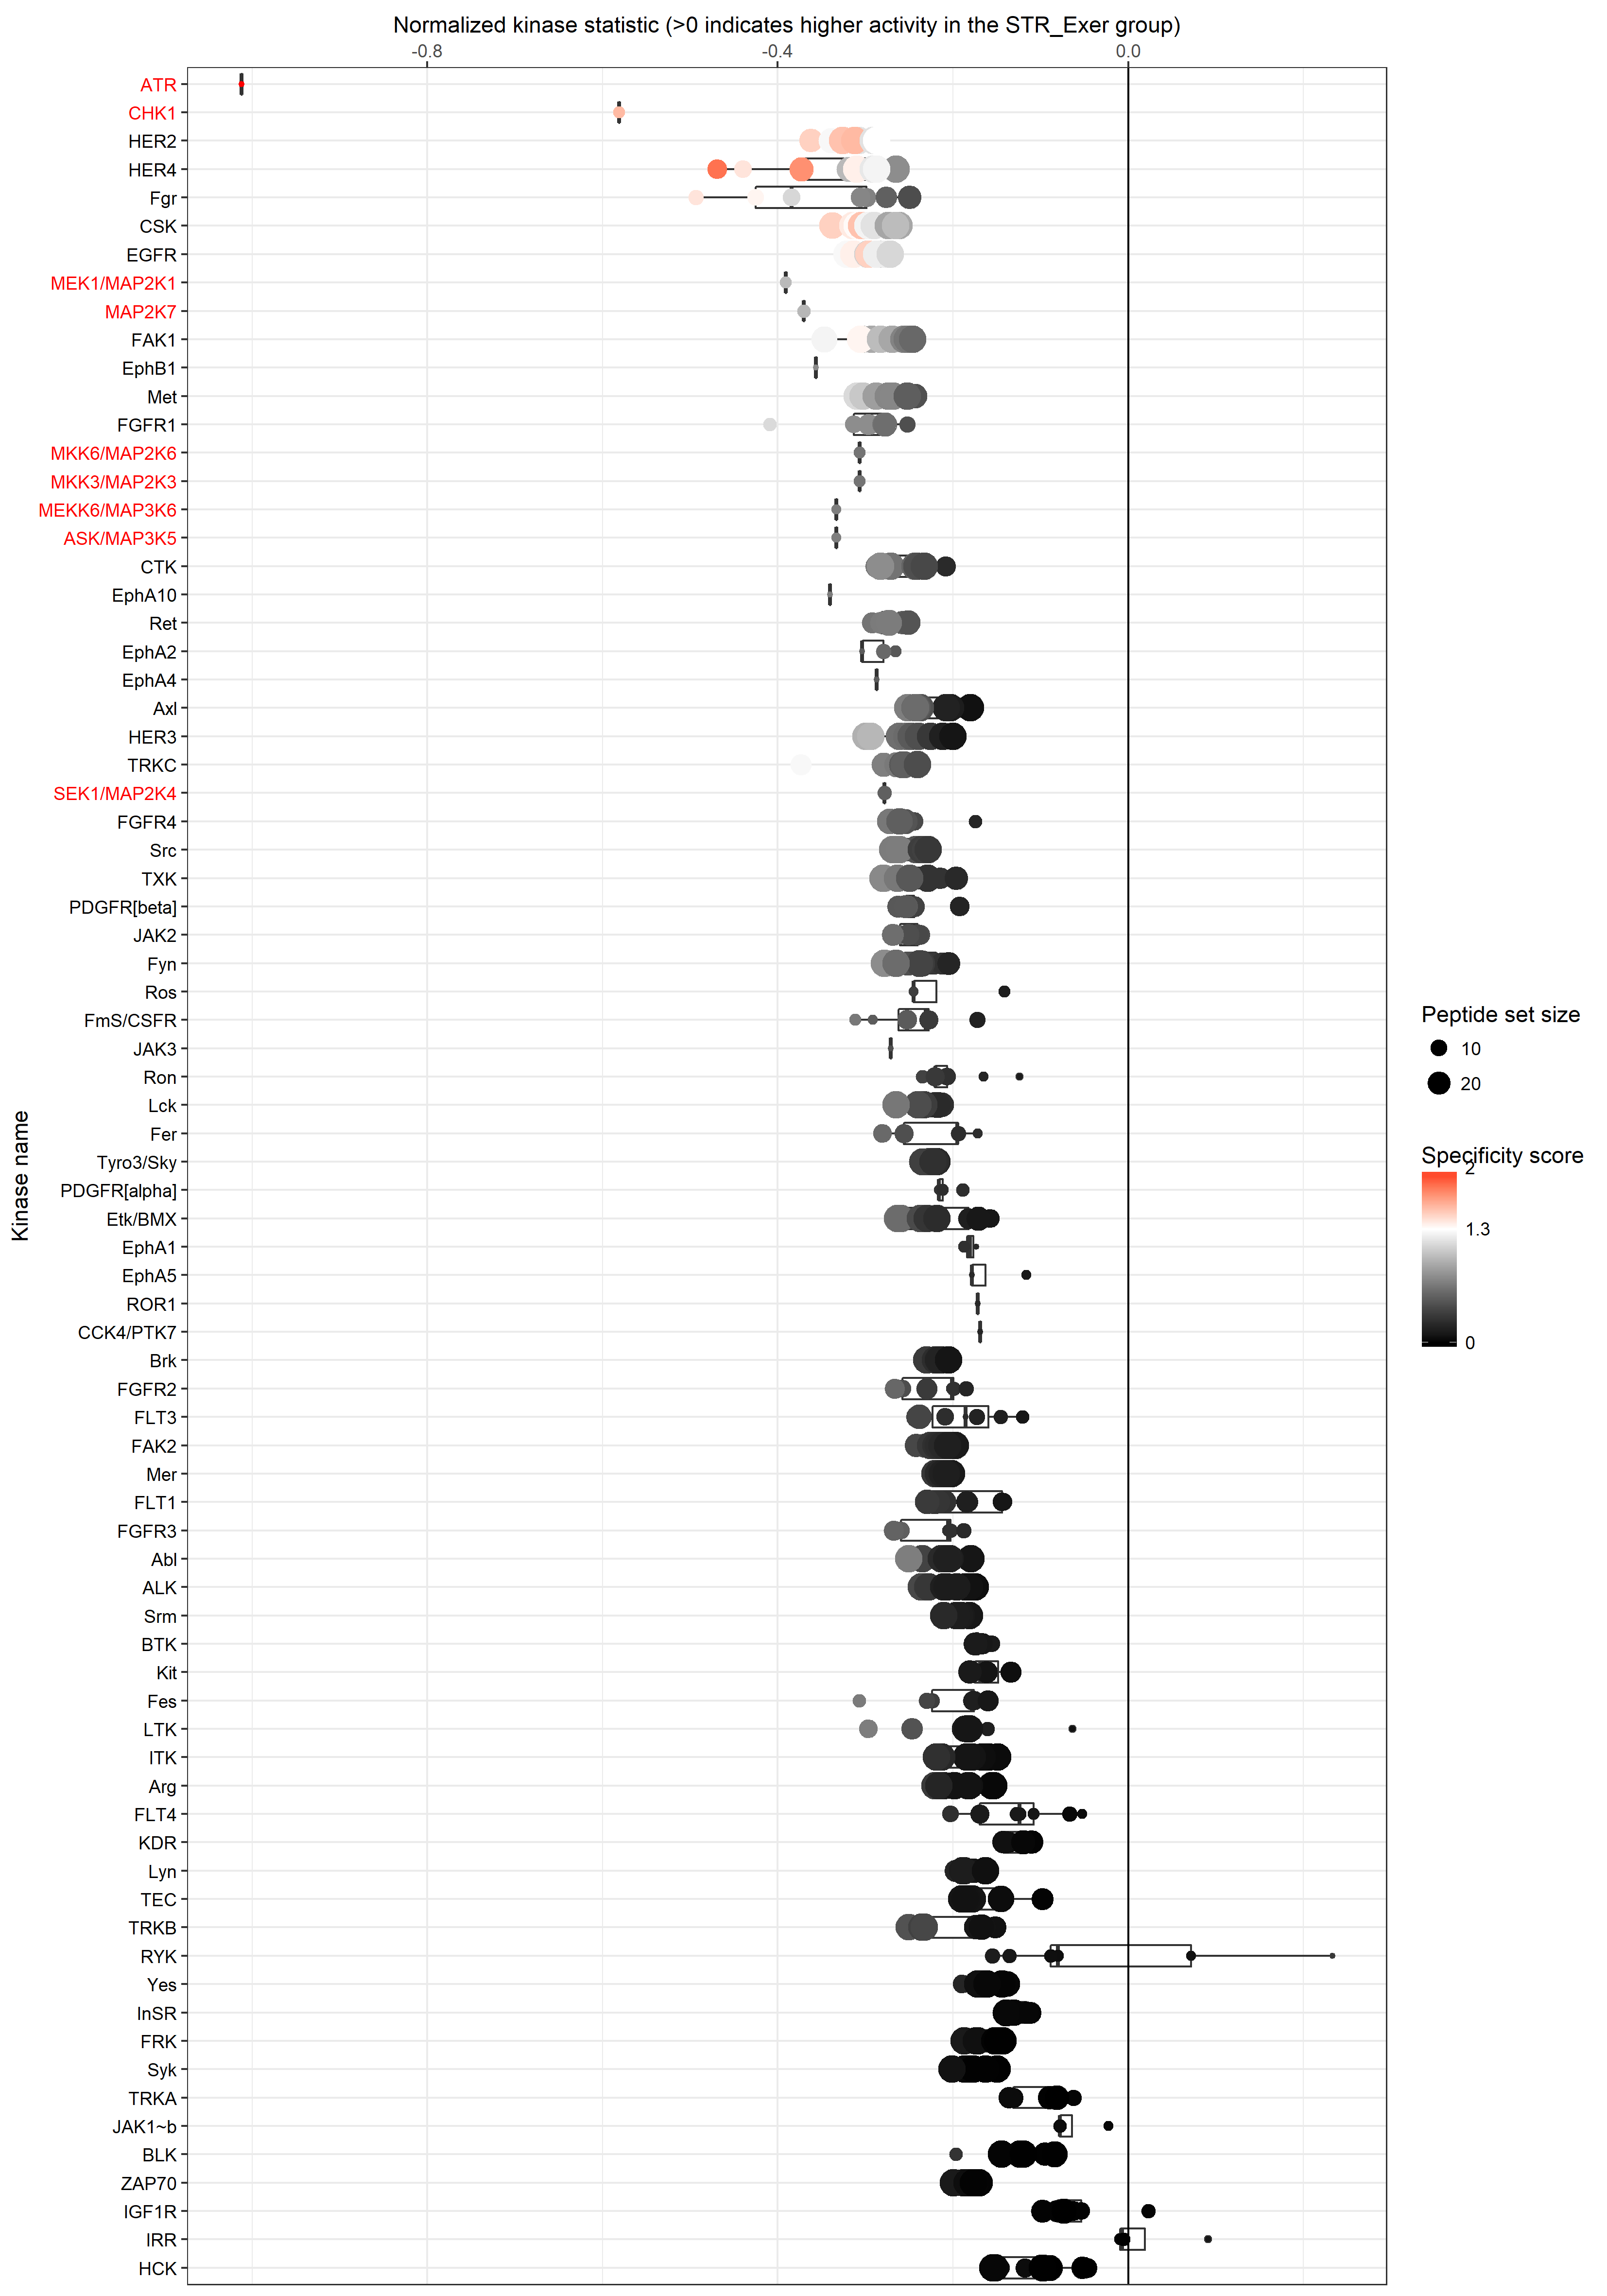 Normalized kinase statistic (>0 indicates higher activity in the STR_Exer group)
-0.8
-0.4
0.0
ATR
CHK1
HER2
HER4
Fgr
CSK
EGFR
MEK1/MAP2K1
MAP2K7
FAK1
EphB1
Met
FGFR1
MKK6/MAP2K6
MKK3/MAP2K3
MEKK6/MAP3K6
ASK/MAP3K5
CTK
EphA10
Ret
EphA2
EphA4
Axl
HER3
TRKC
SEK1/MAP2K4
FGFR4
Src
TXK
PDGFR[beta]
JAK2
Fyn
Ros
FmS/CSFR
JAK3
Ron
Lck
Fer
Tyro3/Sky
PDGFR[alpha]
Etk/BMX
EphA1
EphA5
ROR1
CCK4/PTK7
Brk
FGFR2
FLT3
FAK2
Mer
FLT1
FGFR3
Abl
ALK
Srm
BTK
Kit
Fes
LTK
ITK
Arg
FLT4
KDR
Lyn
TEC
TRKB
RYK
Yes
InSR
FRK
Syk
TRKA
JAK1~b
BLK
ZAP70
IGF1R
IRR
HCK
Kinase name
Peptide set size
10
20
Specificity score
2
1.3
0